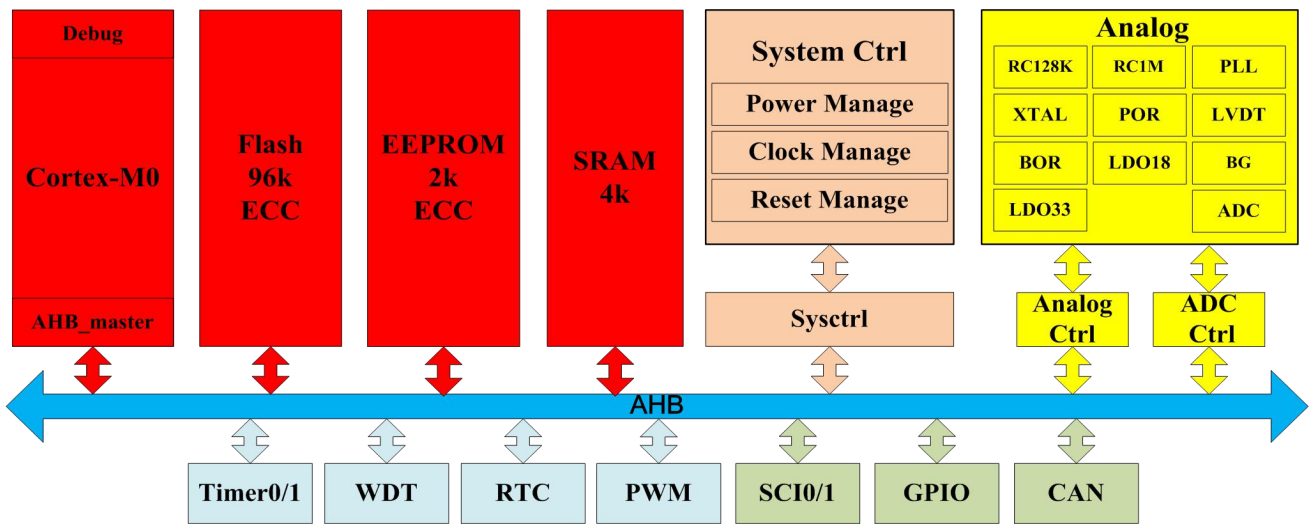 Debug
Cortex-M0
AHB_master
Flash
96k
ECC
EEPROM
2k
ECC
SRAM
4k
System Ctrl
Power Manage
Clock Manage
Reset Manage
Sysctrl
Analog
RC128K
RC1M
PLL
XTAL
POR
LVDT
BOR
LDO18
BG
LDO33
ADC
Analog
Ctrl
ADC
Ctrl
AHB
Timer0/1
WDT
RTC
PWM
SCI0/1
GPIO
CAN